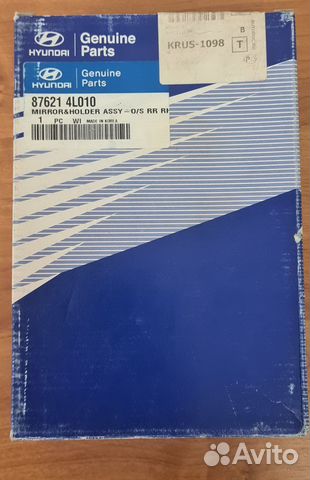 HYUNDAI
Genuine
Parts
KRUS-1098
B
T
P
HYUNDAI
Genuine
Parts
87621 4L010
MIRROR&HOLDER ASSY-O/S RR RH
1 PC WI MADE IN KOREA
Avito